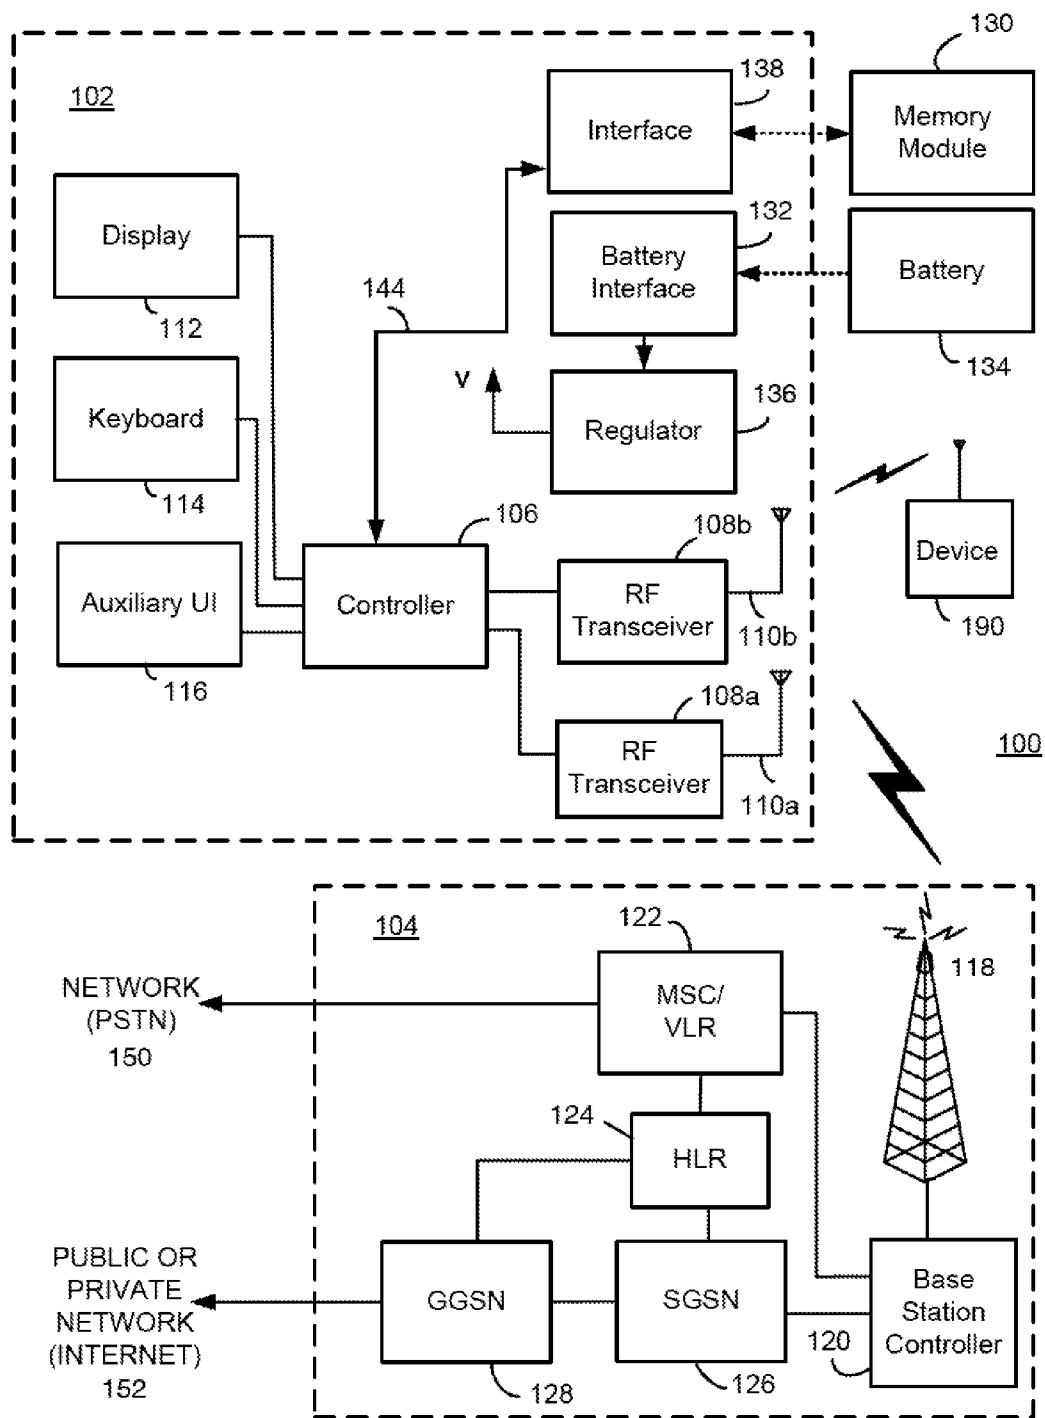 130
102
138
Interface
Memory
Module
Display
132
Battery
Interface
Battery
144
112
134
V
136
Keyboard
Regulator
114
106
108b
Device
Auxiliary UI
Controller
RF
Transceiver
110b
190
116
108a
RF
Transceiver
110a
100
104
122
118
NETWORK
(PSTN)
150
MSC/
VLR
124
HLR
PUBLIC OR
PRIVATE
NETWORK
(INTERNET)
152
GGSN
SGSN
Base
Station
Controller
120
128
126